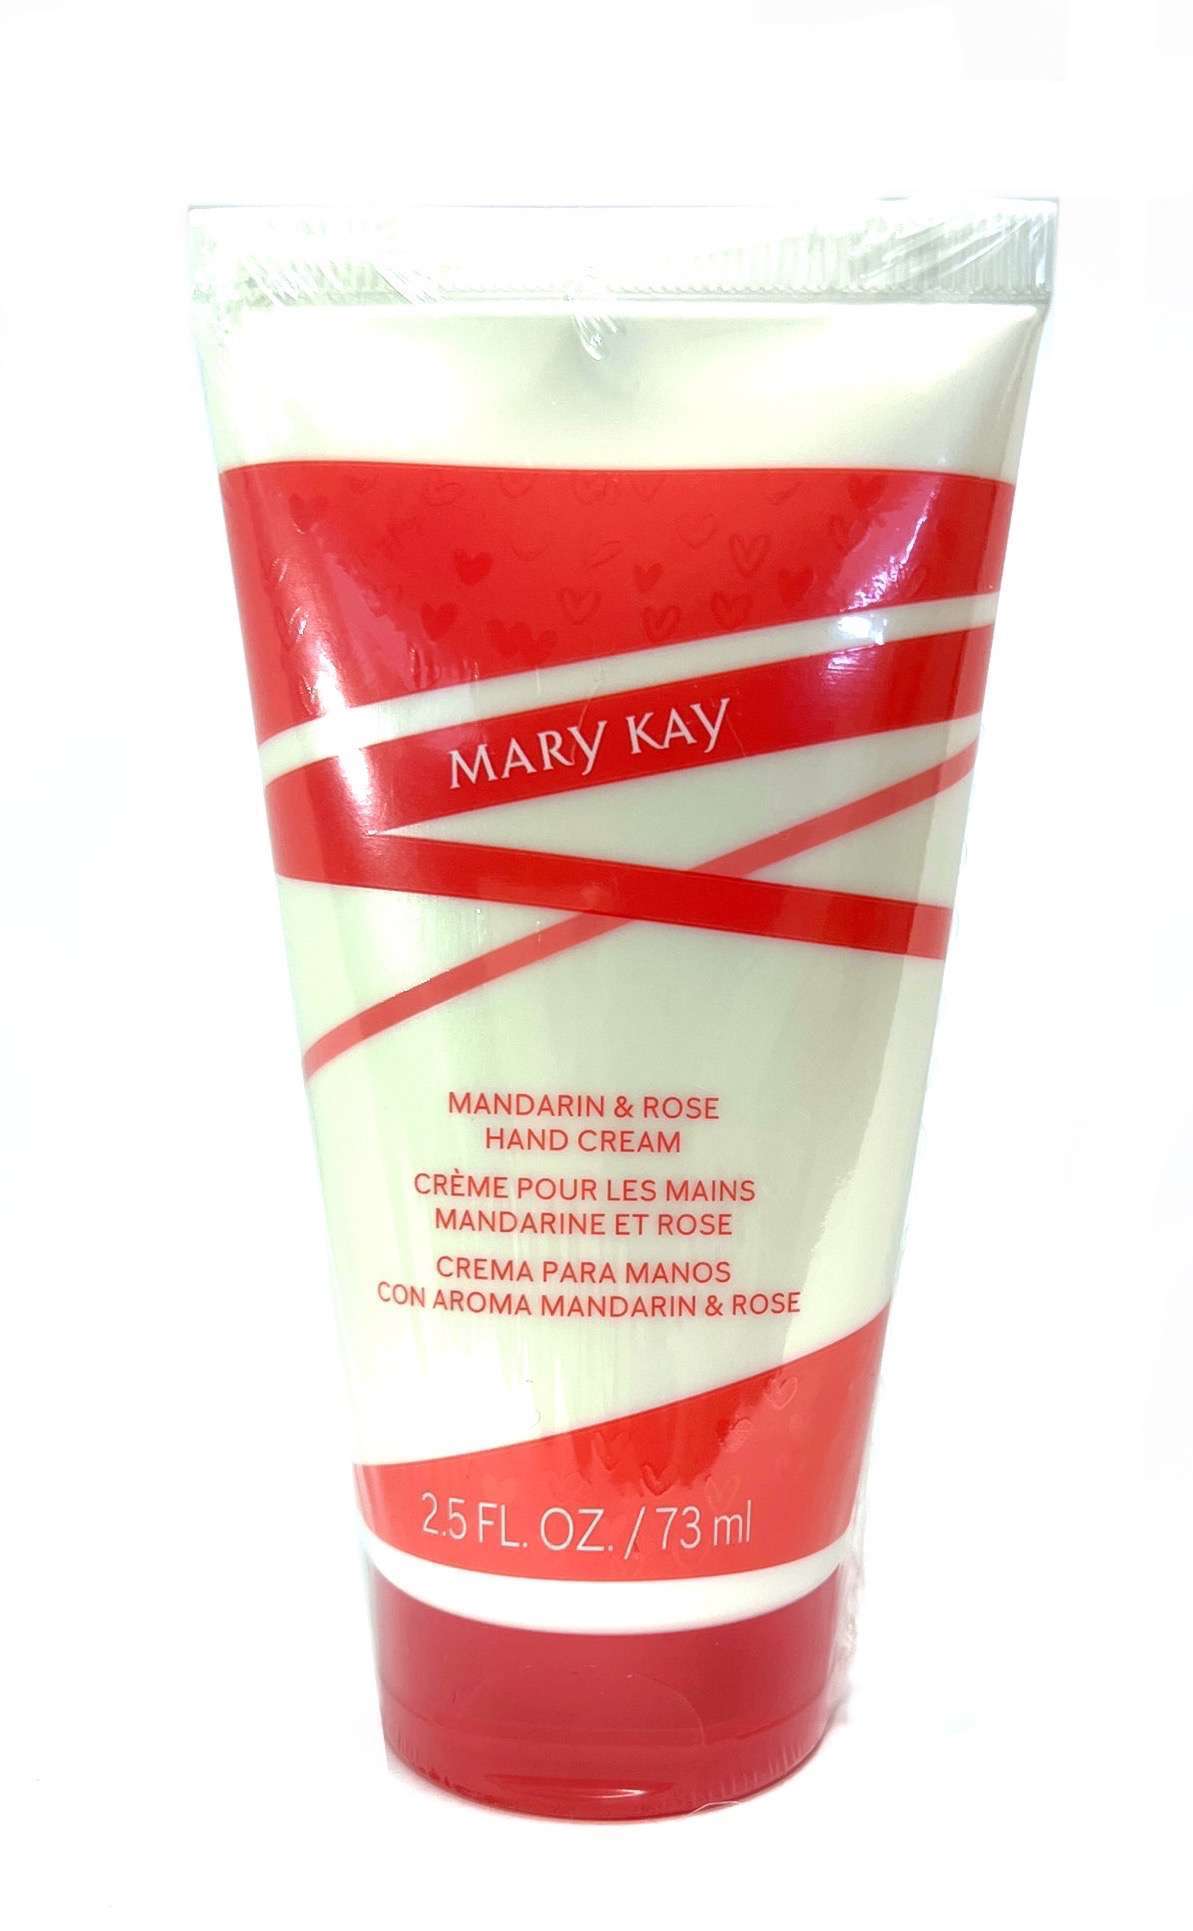 MARY KAY
MANDARIN & ROSE
HAND CREAM
CRÈME POUR LES MAINS
MANDARINE ET ROSE
CREMA PARA MANOS
CON AROMA MANDARIN & ROSE
2.5 FL. OZ. / 73 ml